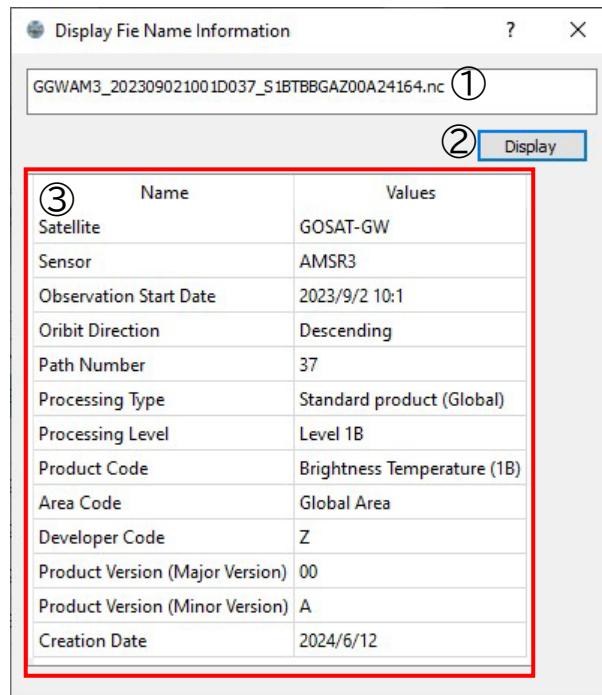 Display Fie Name Information ? ×
GGWAM3_202309021001D037_S1BTBBGAZ00A24164.nc ①
② Display
③ Name Values
Satellite GOSAT-GW
Sensor AMSR3
Observation Start Date 2023/9/2 10:1
Oribit Direction Descending
Path Number 37
Processing Type Standard product (Global)
Processing Level Level 1B
Product Code Brightness Temperature (1B)
Area Code Global Area
Developer Code Z
Product Version (Major Version) 00
Product Version (Minor Version) A
Creation Date 2024/6/12